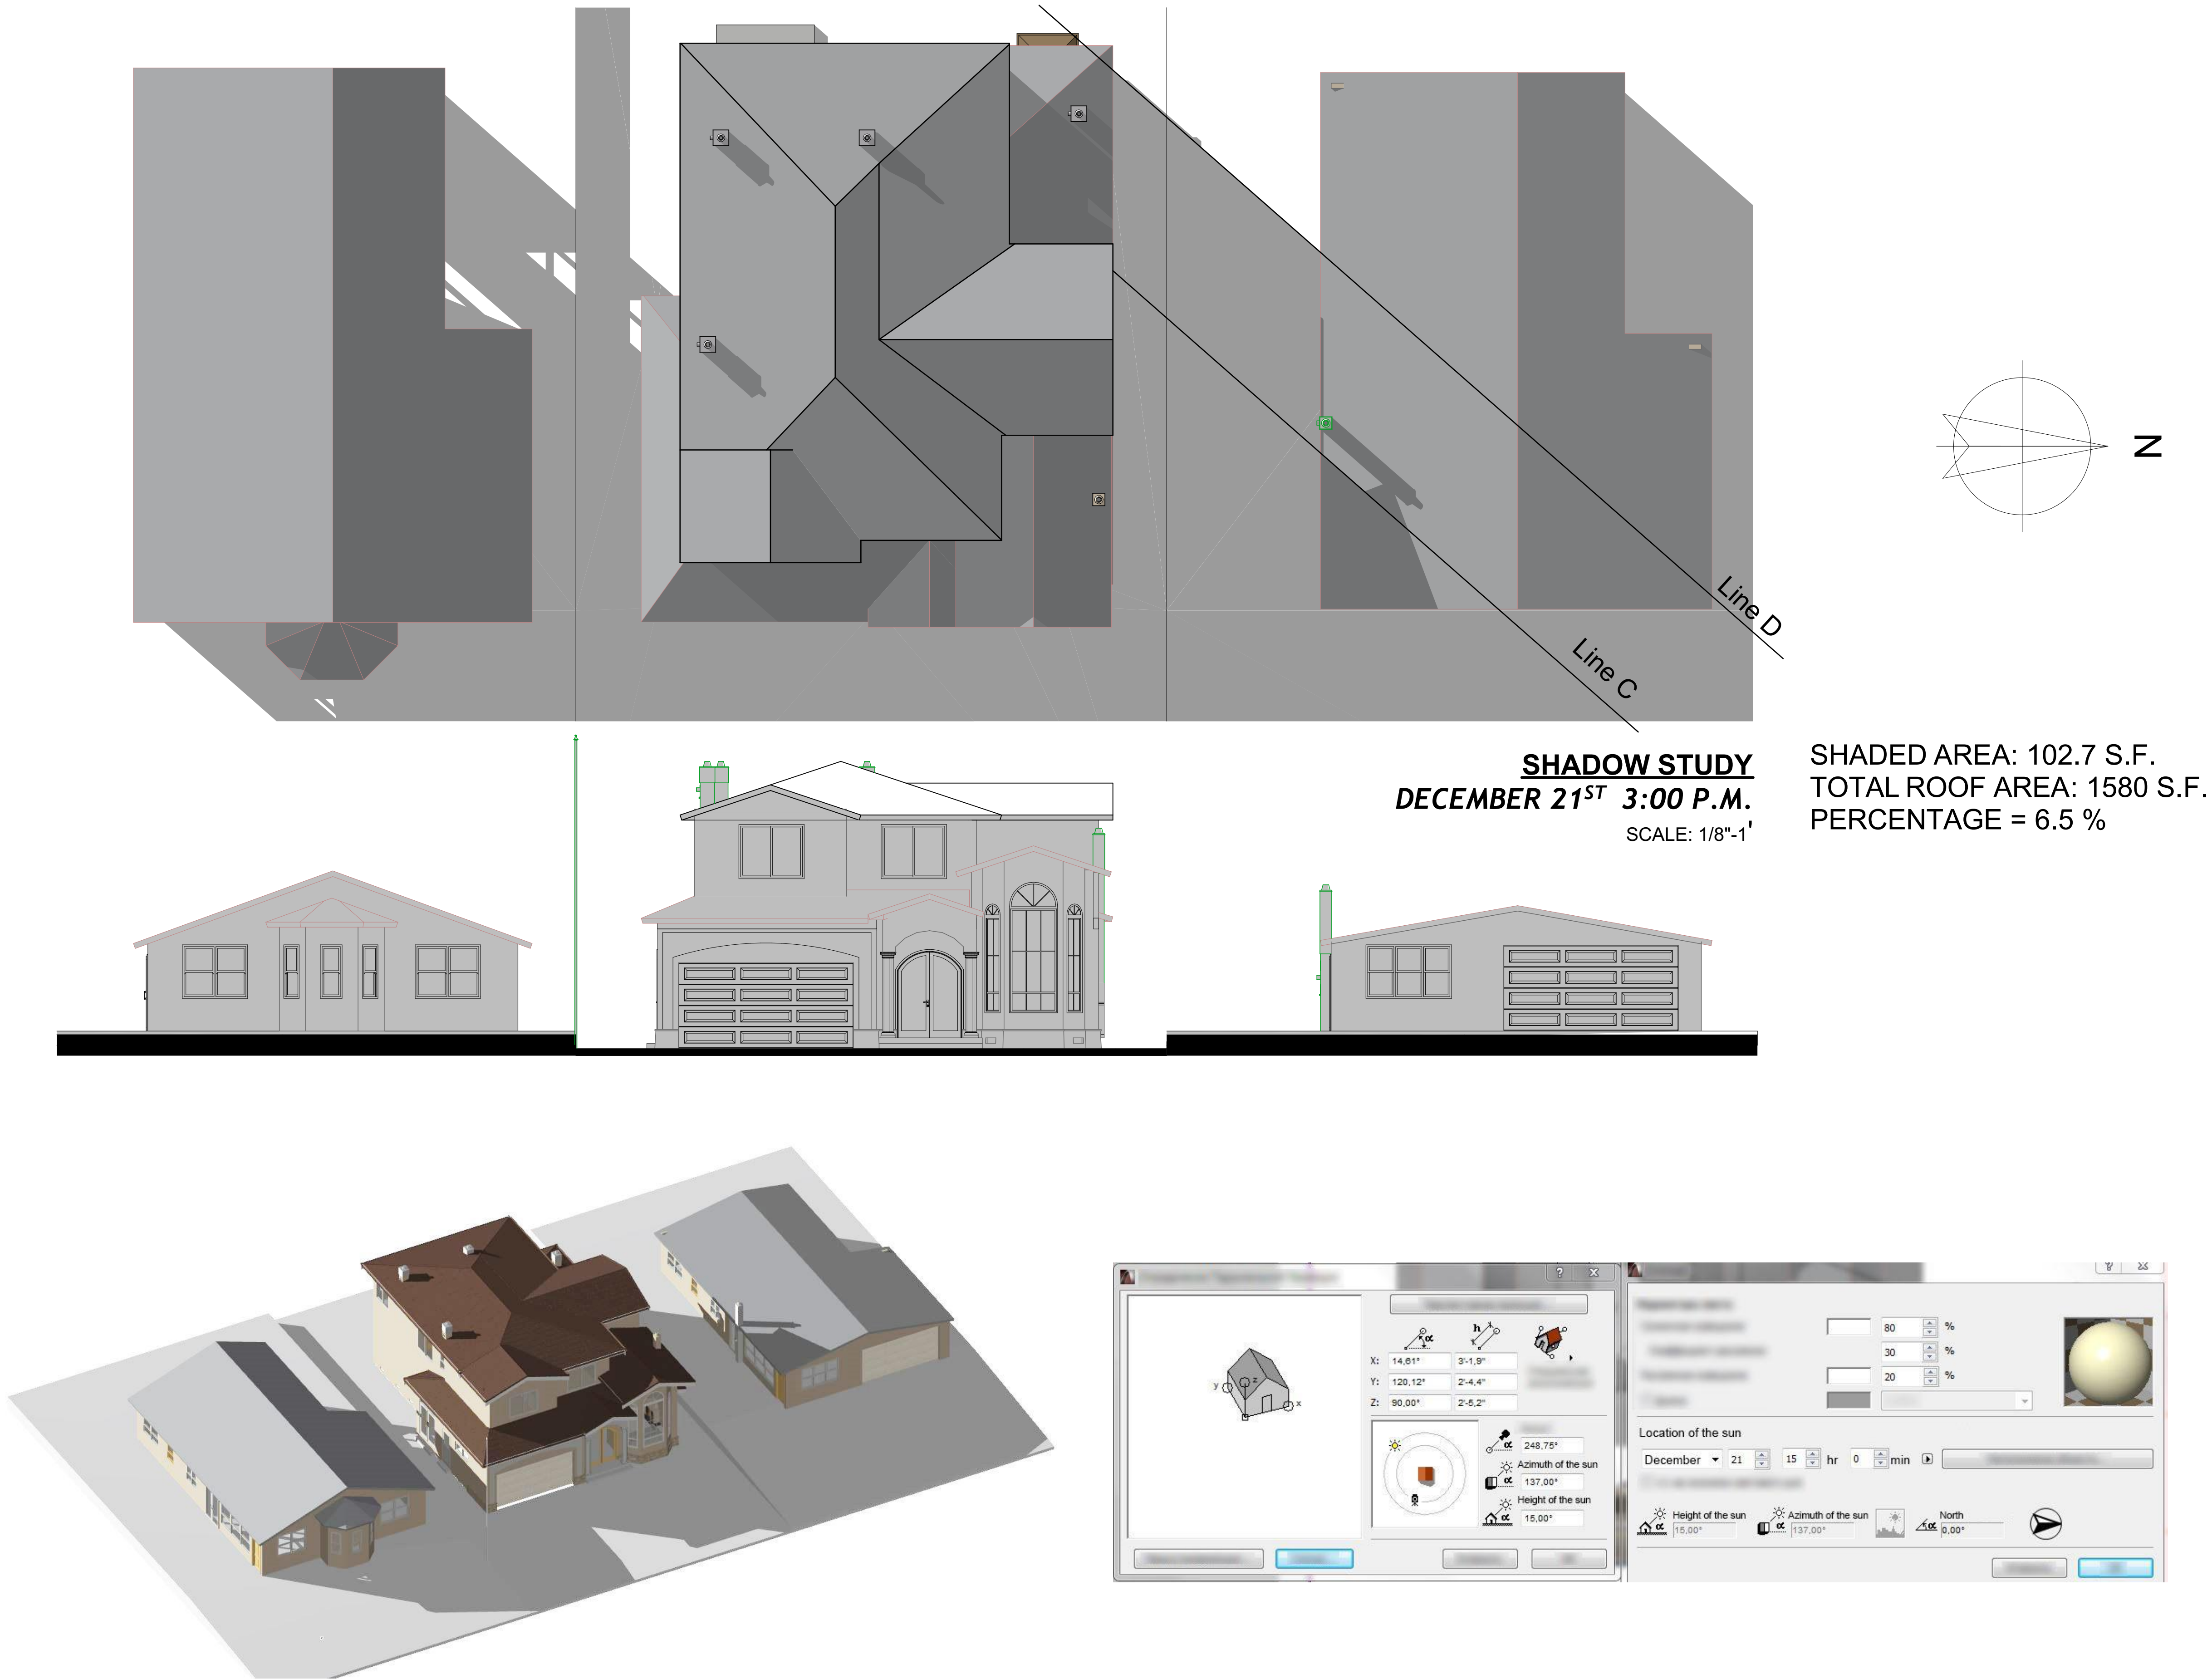 Line D
Line C
N
SHADOW STUDY
DECEMBER 21ST 3:00 P.M.
SCALE: 1/8"-1'
SHADED AREA: 102.7 S.F.
TOTAL ROOF AREA: 1580 S.F.
PERCENTAGE = 6.5 %
y
z
x
α
h
X: 14,61° 3'-1,9"
Y: 120,12° 2'-4,4"
Z: 90,00° 2'-5,2"
α 248,75°
Azimuth of the sun
α 137,00°
Height of the sun
α 15,00°
80 %
30 %
20 %
Location of the sun
December 21 15 hr 0 min
Height of the sun
α 15,00°
Azimuth of the sun
α 137,00°
North
α 0,00°